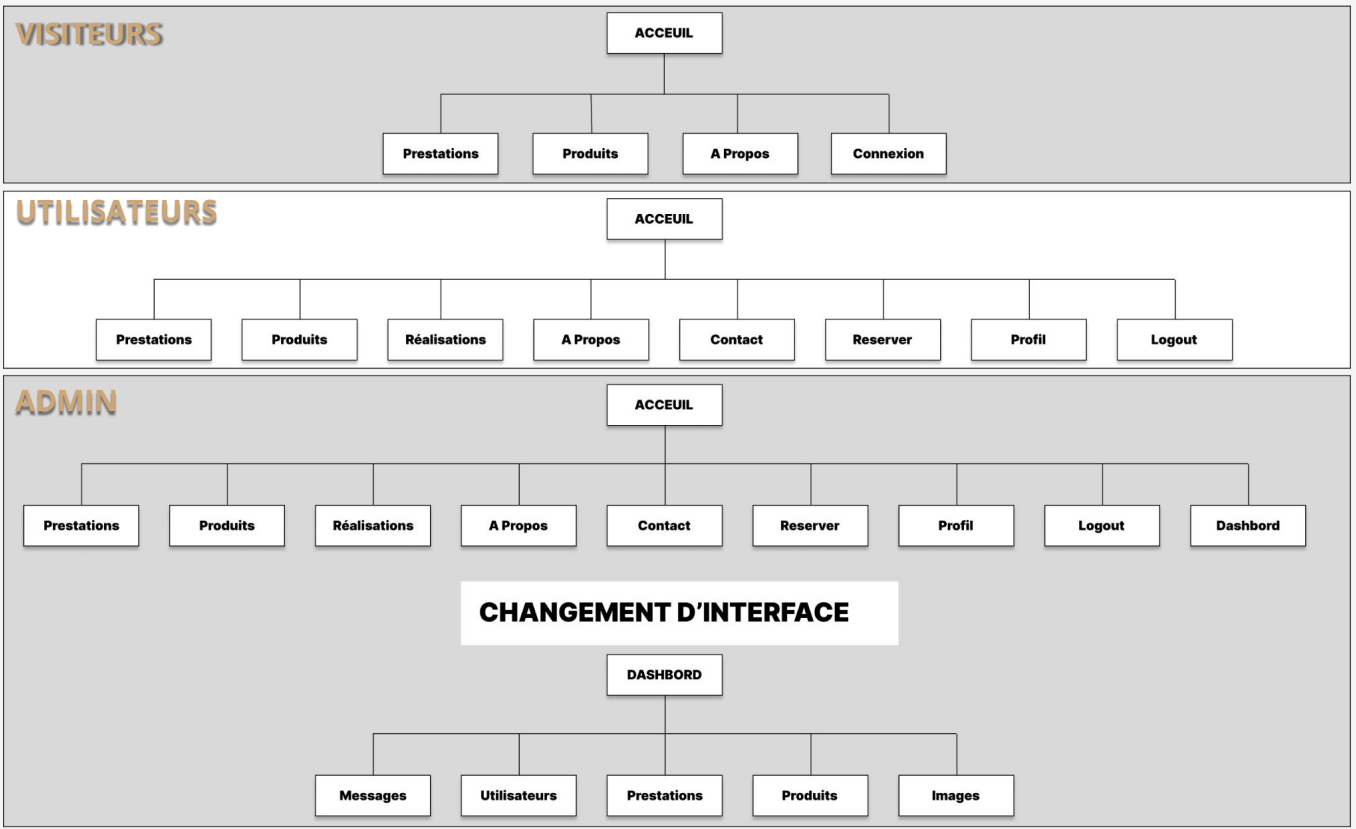 VISITEURS
ACCEUIL
Prestations
Produits
A Propos
Connexion
UTILISATEURS
ACCEUIL
Prestations
Produits
Réalisations
A Propos
Contact
Reserver
Profil
Logout
ADMIN
ACCEUIL
Prestations
Produits
Réalisations
A Propos
Contact
Reserver
Profil
Logout
Dashbord
CHANGEMENT D’INTERFACE
DASHBORD
Messages
Utilisateurs
Prestations
Produits
Images